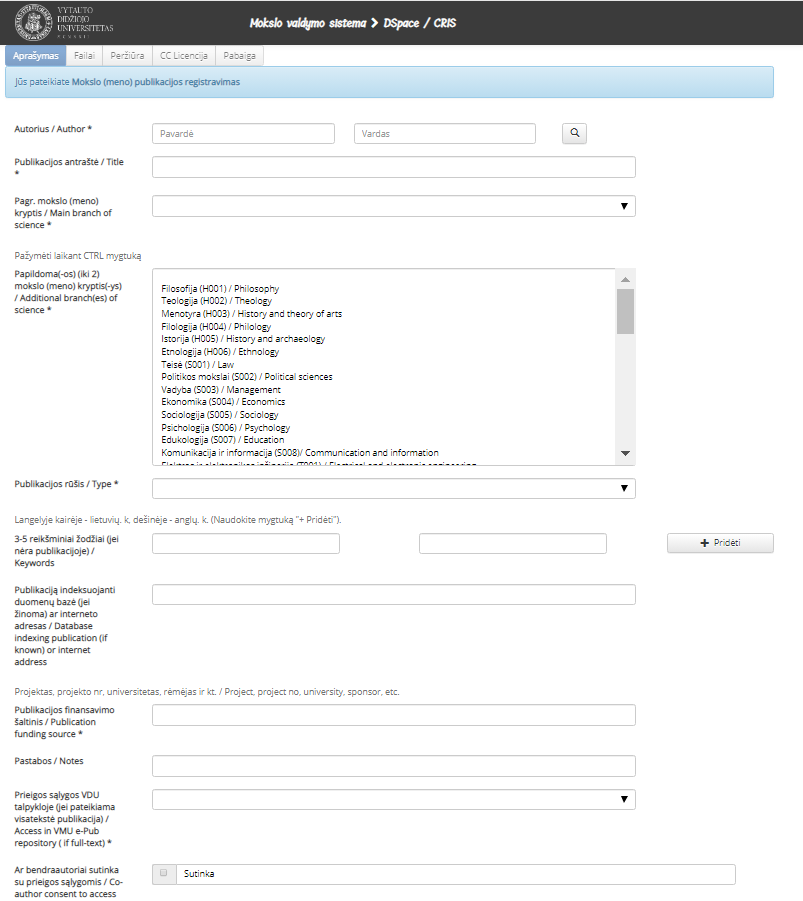 VYTAUTO
DIDŽIOJO
UNIVERSITETAS
Mokslo valdymo sistema > DSpace / CRIS
Aprašymas Failai Peržiūra CC Licencija Pabaiga
Jūs pateikiate Mokslo (meno) publikacijos registravimas
Autorius / Author *
Pavardė
Vardas
Publikacijos antraštė / Title
*
Pagr. mokslo (meno)
kryptis / Main branch of
science *
Pažymėti laikant CTRL mygtuką
Papildoma(-os) (iki 2)
mokslo (meno) kryptis(-ys)
/ Additional branch(es) of
science *
Filosofija (H001) / Philosophy
Teologija (H002) / Theology
Menotyra (H003) / History and theory of arts
Filologija (H004) / Philology
Istorija (H005) / History and archaeology
Etnologija (H006) / Ethnology
Teisė (S001) / Law
Politikos mokslai (S002) / Political sciences
Vadyba (S003) / Management
Ekonomika (S004) / Economics
Sociologija (S005) / Sociology
Psichologija (S006) / Psychology
Edukologija (S007) / Education
Komunikacija ir informacija (S008)/ Communication and information
Elektros ir elektronikos inžinerija (T001) / Electrical and electronic engineering
Publikacijos rūšis / Type *
Langelyje kairėje - lietuvių. k, dešinėje - anglų. k. (Naudokite mygtuką "+ Pridėti").
3-5 reikšminiai žodžiai (jei
nėra publikacijoje) /
Keywords
+ Pridėti
Publikaciją indeksuojanti
duomenų bazė (jei
žinoma) ar interneto
adresas / Database
indexing publication (if
known) or internet
address
Projektas, projekto nr, universitetas, rėmėjas ir kt. / Project, project no, university, sponsor, etc.
Publikacijos finansavimo
šaltinis / Publication
funding source *
Pastabos / Notes
Prieigos sąlygos VDU
talpykloje (jei pateikiama
visatekstė publikacija) /
Access in VMU e-Pub
repository ( if full-text) *
Ar bendraautoriai sutinka
su prieigos sąlygomis / Co-
author consent to access
Sutinka